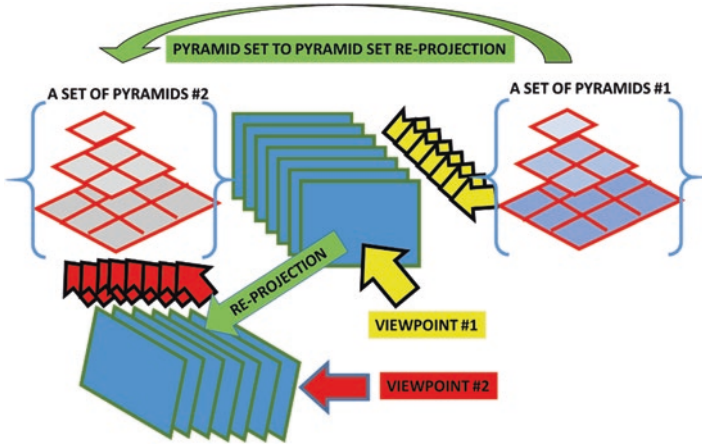 PYRAMID SET TO PYRAMID SET RE-PROJECTION
A SET OF PYRAMIDS #2
A SET OF PYRAMIDS #1
RE-PROJECTION
VIEWPOINT #1
VIEWPOINT #2